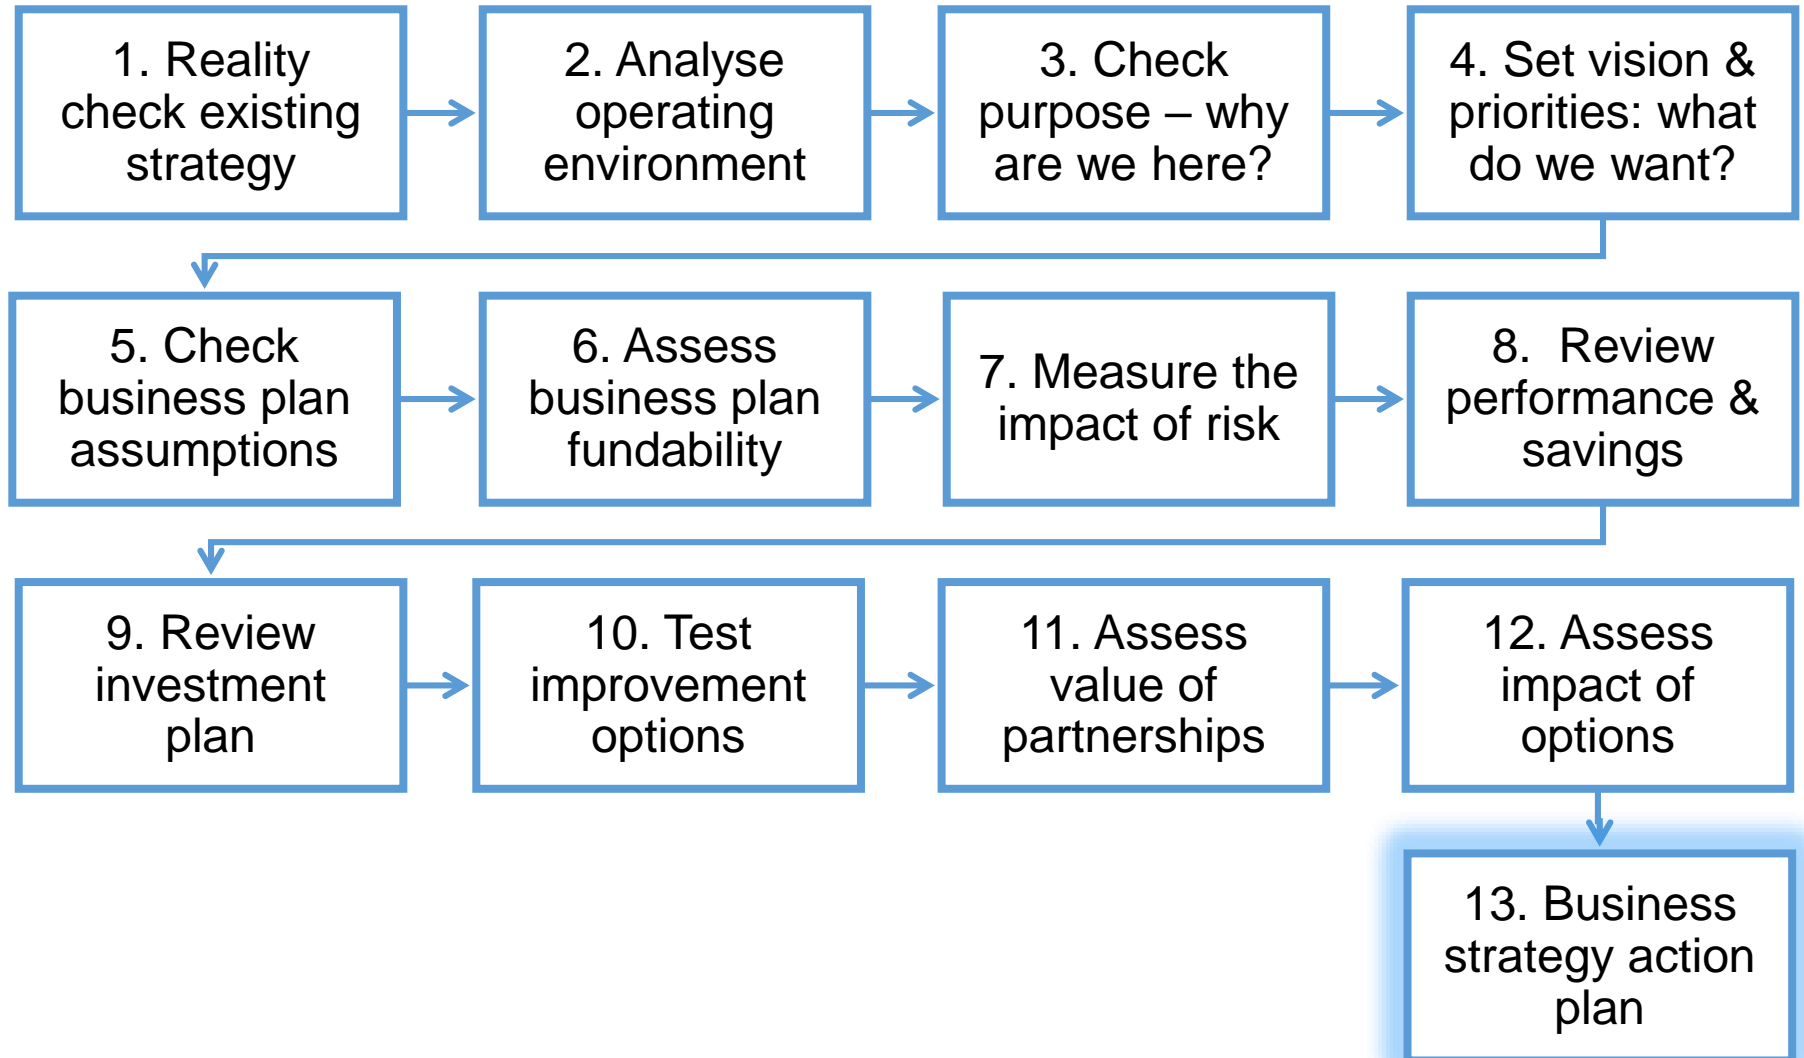 1. Reality
check existing
strategy
2. Analyse
operating
environment
3. Check
purpose – why
are we here?
4. Set vision &
priorities: what
do we want?
5. Check
business plan
assumptions
6. Assess
business plan
fundability
7. Measure the
impact of risk
8.  Review
performance &
savings
9. Review
investment
plan
10. Test
improvement
options
11. Assess
value of
partnerships
12. Assess
impact of
options
13. Business
strategy action
plan